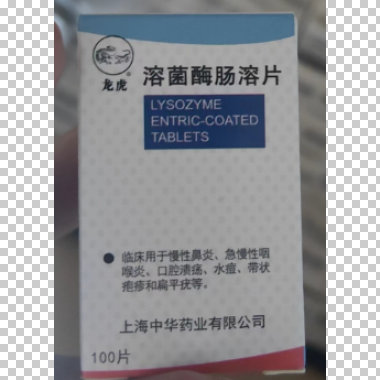 龙虎
溶菌酶肠溶片
LYSOZYME
ENTRIC-COATED
TABLETS
● 临床用于慢性鼻炎、急慢性咽
喉炎、口腔溃疡、水痘、带状
疱疹和扁平疣等。
上海中华药业有限公司
100片